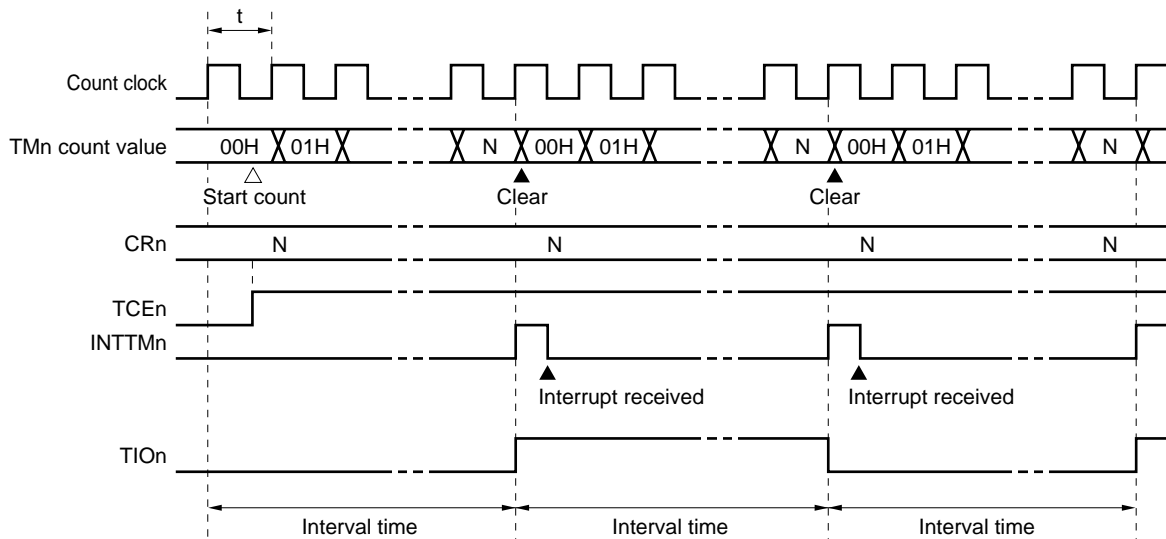 t
Count clock
TMn count value 00H 01H N 00H 01H N 00H 01H N
Start count Clear Clear
CRn N N N N
TCEn
INTTMn
Interrupt received Interrupt received
TIOn
Interval time Interval time Interval time